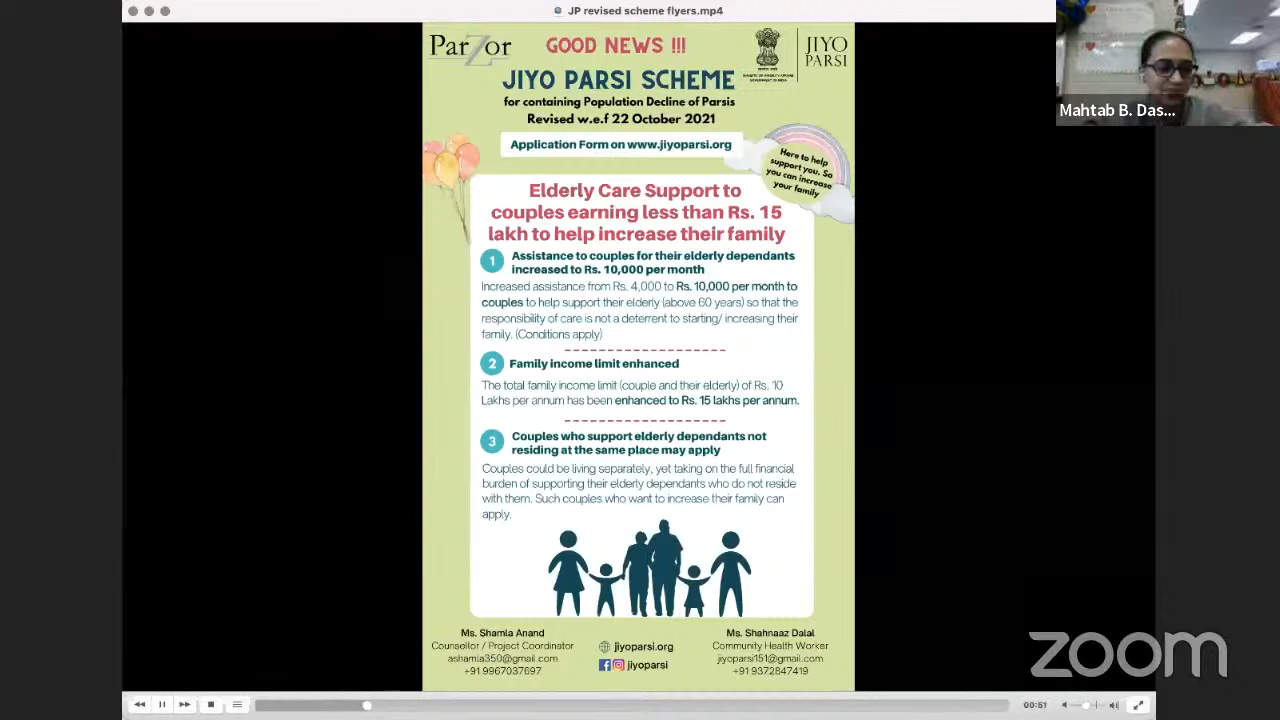 JP revised scheme flyers.mp4
Mahtab B. Das...
ParZor
GOOD NEWS !!!
JIYO
PARSI
JIYO PARSI SCHEME
for containing Population Decline of Parsis
Revised w.e.f 22 October 2021
Application Form on www.jiyoparsi.org
Here to help
support you. So
you can increase
your family
Elderly Care Support to
couples earning less than Rs. 15
lakh to help increase their family
1 Assistance to couples for their elderly dependants
increased to Rs. 10,000 per month
Increased assistance from Rs. 4,000 to Rs. 10,000 per month to
couples to help support their elderly (above 60 years) so that the
responsibility of care is not a deterrent to starting/ increasing their
family. (Conditions apply)
2 Family income limit enhanced
The total family income limit (couple and their elderly) of Rs. 10
Lakhs per annum has been enhanced to Rs. 15 lakhs per annum.
3 Couples who support elderly dependants not
residing at the same place may apply
Couples could be living separately, yet taking on the full financial
burden of supporting their elderly dependants who do not reside
with them. Such couples who want to increase their family can
apply.
Ms. Shamla Anand
Counsellor / Project Coordinator
ashamla350@gmail.com
+91 9967037697
jiyoparsi.org
jiyoparsi
Ms. Shahnaaz Dalal
Community Health Worker
jiyoparsi151@gmail.com
+91 9372847419
zoom
00:51